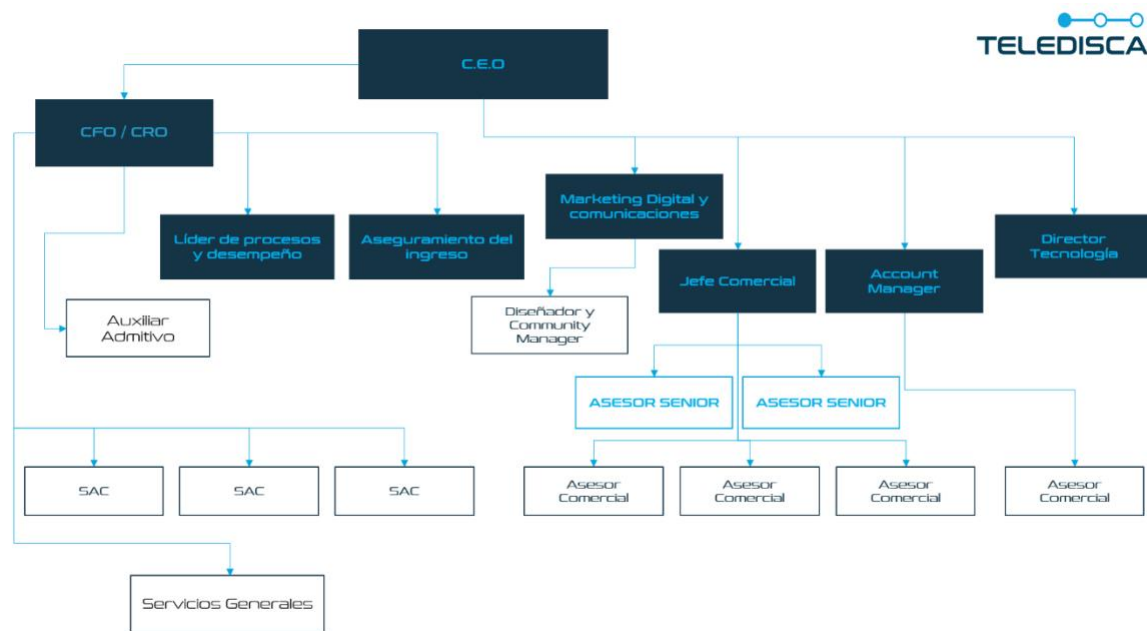 TELEDISCA
C.E.O
CFO / CRO
Marketing Digital y
comunicaciones
Líder de procesos
y desempeño
Aseguramiento del
ingreso
Director
Tecnología
Jefe Comercial
Account
Manager
Auxiliar
Admitivo
Diseñador y
Community
Manager
ASESOR SENIOR
ASESOR SENIOR
SAC
SAC
SAC
Asesor
Comercial
Asesor
Comercial
Asesor
Comercial
Asesor
Comercial
Servicios Generales